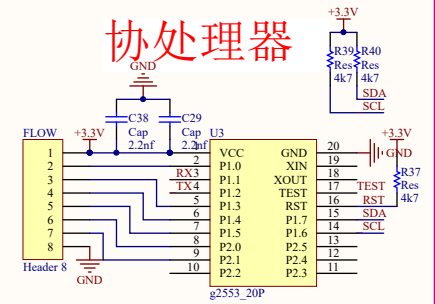 协处理器
+3.3V
R39
Res
4k7
R40
Res
4k7
SDA
SCL
GND
C38
Cap
2.2nf
C29
Cap
2.2nf
FLOW
+3.3V
1
2
3
4
5
6
7
8
Header 8
GND
U3
1
2
RX3
TX4
5
6
7
8
9
10
VCC
P1.0
P1.1
P1.2
P1.3
P1.4
P1.5
P2.0
P2.1
P2.2
GND
XIN
XOUT
TEST
RST
P1.7
P1.6
P2.5
P2.4
P2.3
20
19
18
17
16
15
14
13
12
11
g2553_20P
GND
TEST
RST
SDA
SCL
+3.3V
R37
Res
4k7